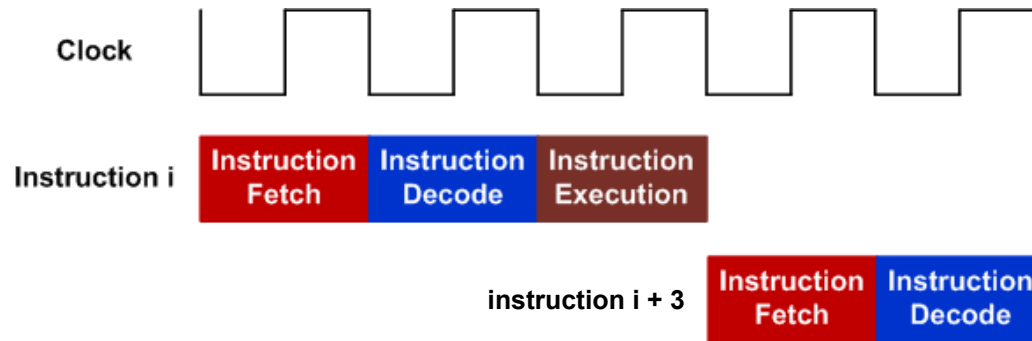 Clock
Instruction i
Instruction
Fetch
Instruction
Decode
Instruction
Execution
instruction i + 3
Instruction
Fetch
Instruction
Decode